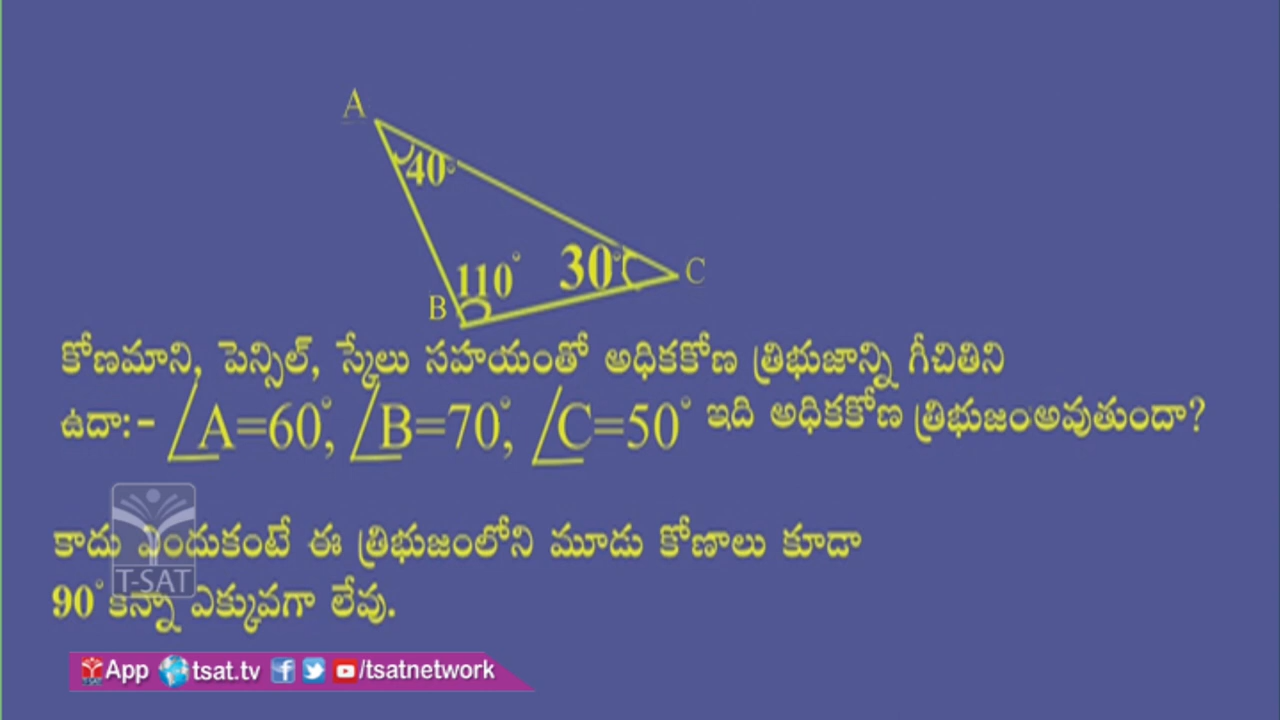 A
40°
110°
30°
C
B
కోణమాని, పెన్సిల్, స్కేలు సహయంతో అధికకోణ త్రిభుజాన్ని గీచితిని
ఉదా:- ∠A=60°, ∠B=70°, ∠C=50° ఇది అధికకోణ త్రిభుజంఅవుతుందా?
కాదు ఎందుకంటే ఈ త్రిభుజంలోని మూడు కోణాలు కూడా
T-SAT
90° కన్నా ఎక్కువగా లేవు.
App tsat.tv /tsatnetwork